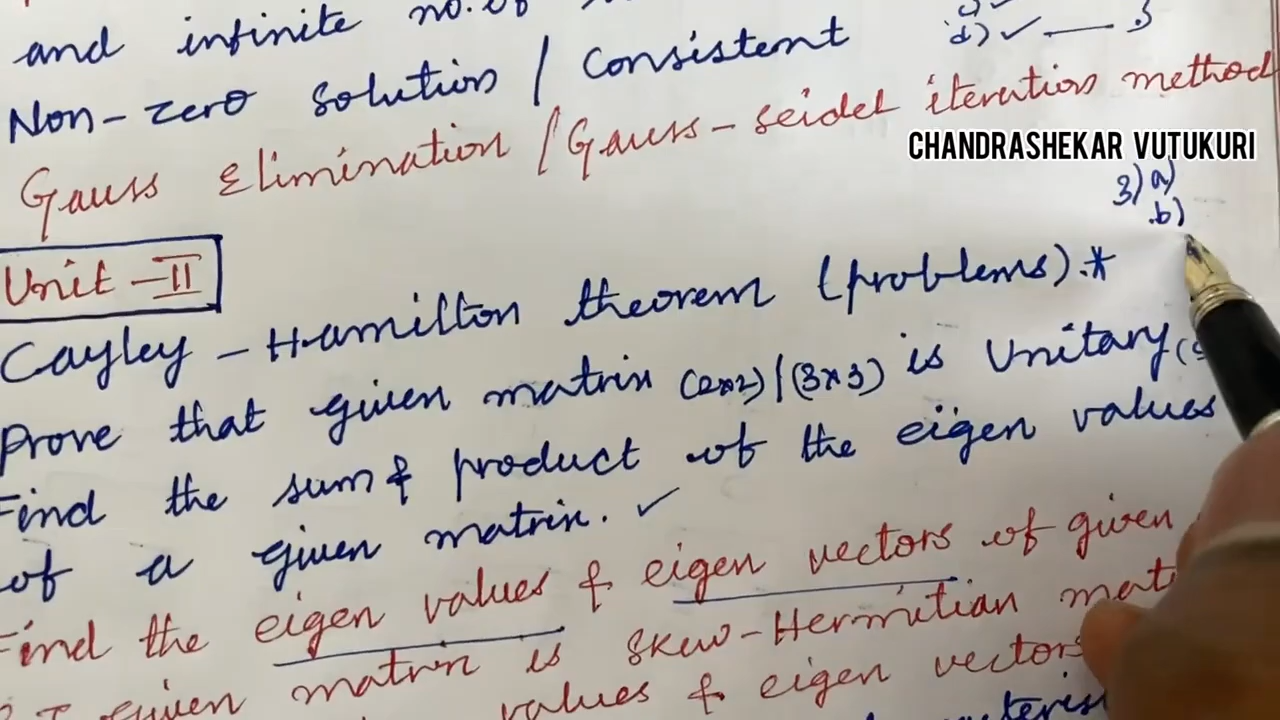 and infinite no. of
d) ✓ — 3
Non-zero solution / Consistent
Gauss Elimination / Gauss-seidel iteration method
CHANDRASHEKAR VUTUKURI
3) a)
b)
Unit-II
Cayley-Hamilton theorem (problems).*
Prove that given matrix (2x2)/(3x3) is Unitary
Find the sum & product of the eigen values
of a given matrix. ✓
Find the eigen values & eigen vectors of given
given matrix is Skew-Hermitian
values & eigen vectors